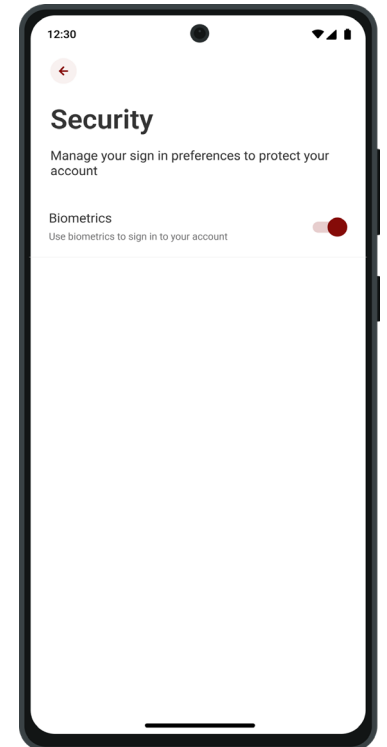 12:30
Security
Manage your sign in preferences to protect your
account
Biometrics
Use biometrics to sign in to your account